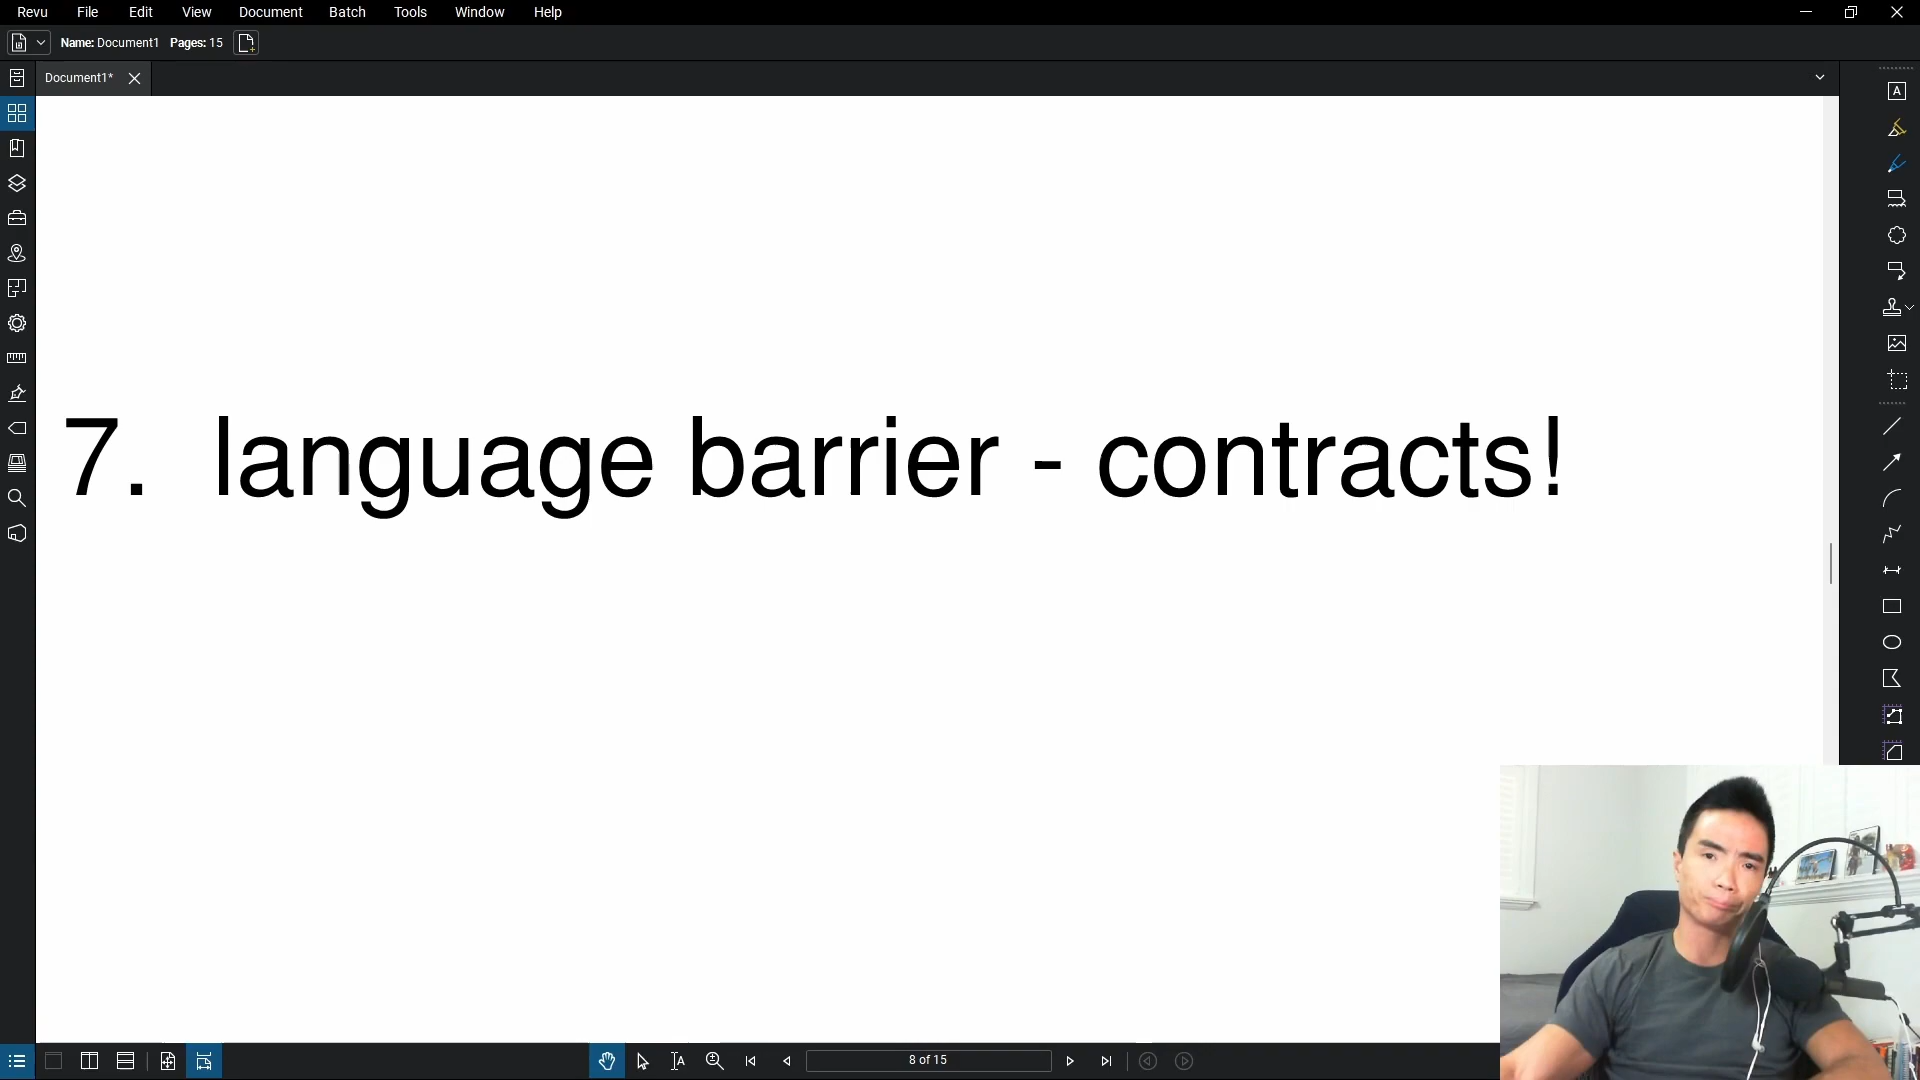 Revu File Edit View Document Batch Tools Window Help
Name: Document1 Pages: 15
Document1*
7. language barrier - contracts!
8 of 15